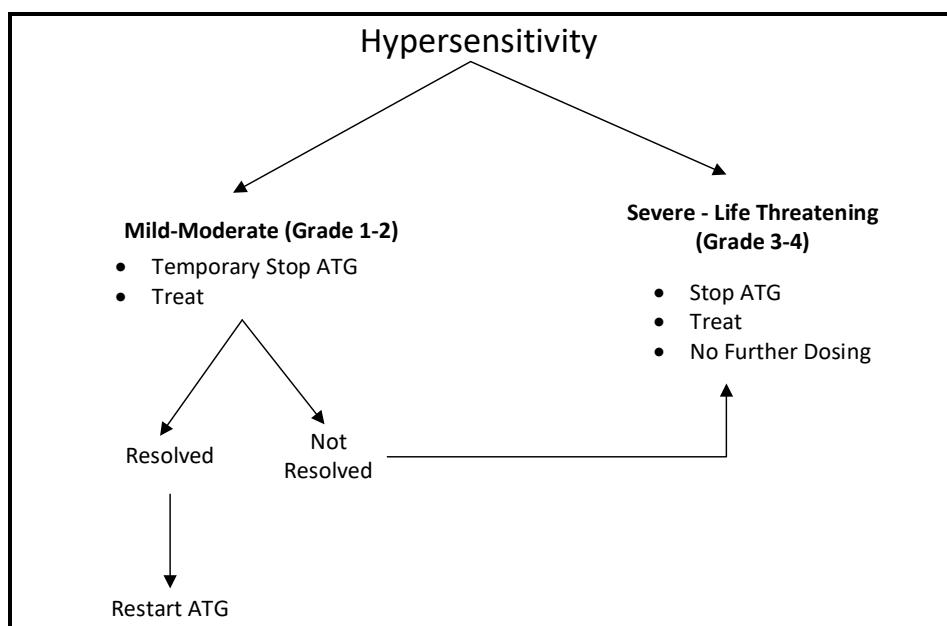 Hypersensitivity
Mild-Moderate (Grade 1-2)
• Temporary Stop ATG
• Treat
Severe - Life Threatening
(Grade 3-4)
• Stop ATG
• Treat
• No Further Dosing
Resolved
Not
Resolved
Restart ATG